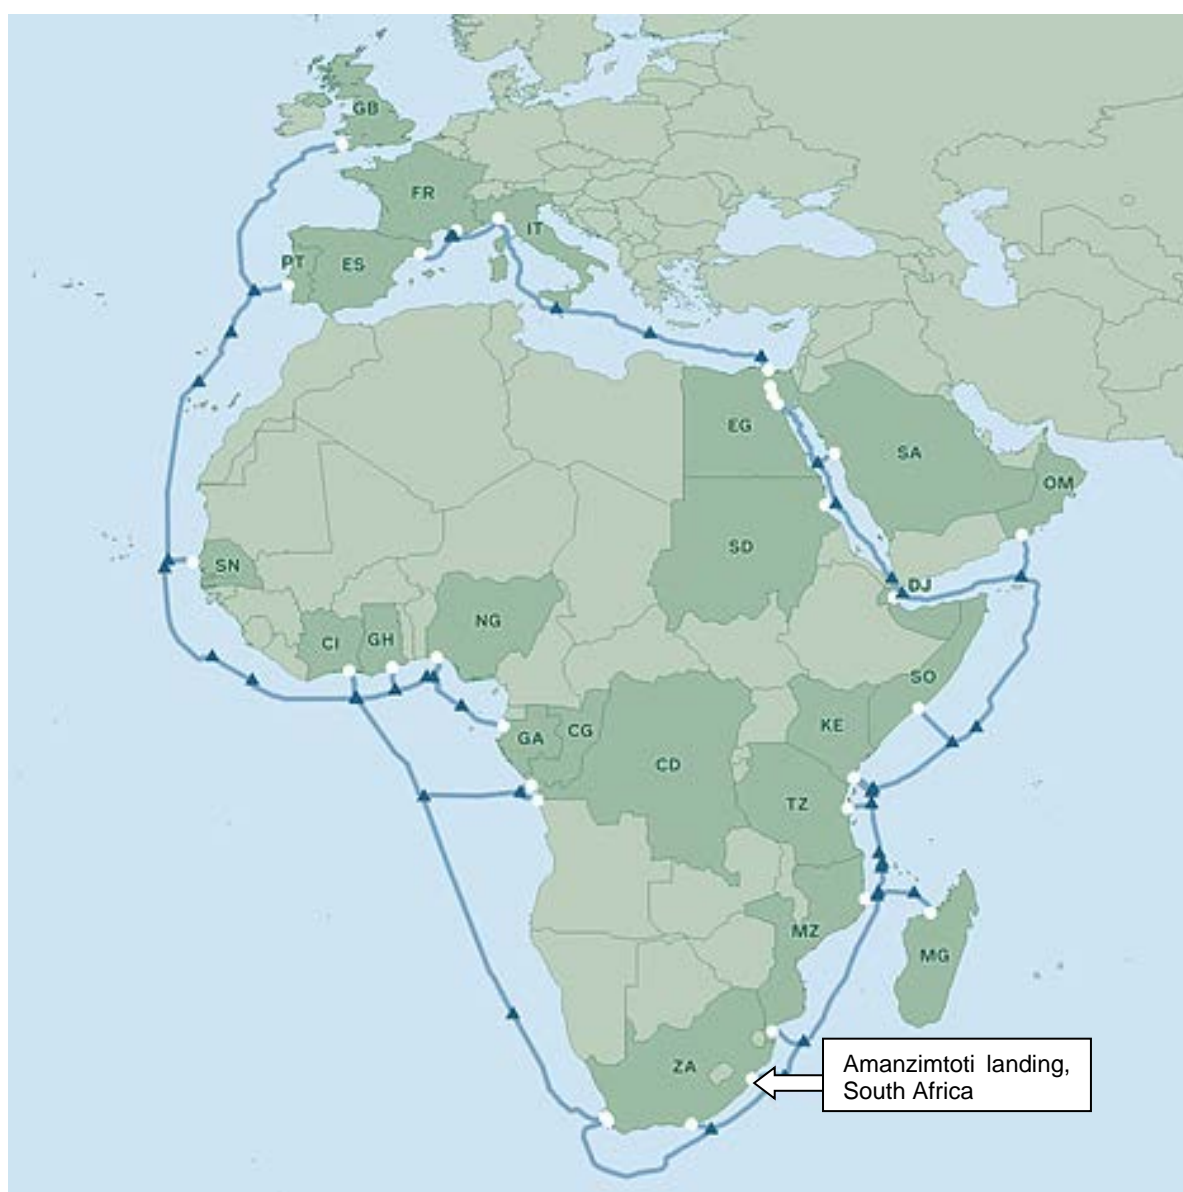 GB
FR
IT
PT
ES
EG
SA
OM
SD
SN
DJ
NG
CI
GH
SO
GA
CG
KE
CD
TZ
MZ
MG
ZA
Amanzimtoti landing,
South Africa